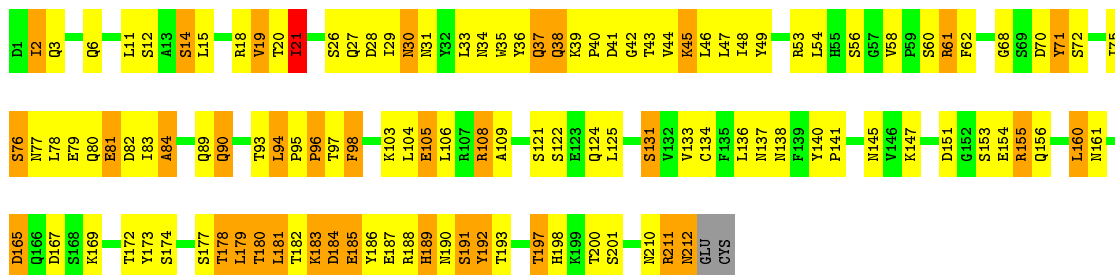 D1 I2 Q3 Q6 L11 S12 A13 S14 L15 R18 V19 T20 I21 S26 Q27 D28 I29 N30 N31 Y32 L33 N34 W35 Y36 Q37 Q38 K39 P40 D41 G42 T43 V44 K45 L46 L47 I48 Y49 R53 L54 H55 S56 G57 V58 P59 S60 R61 F62 G68 S69 D70 Y71 S72 I75
S76 N77 L78 E79 Q80 E81 D82 I83 A84 Q89 Q90 T93 L94 P95 P96 T97 F98 K103 L104 E105 L106 R107 R108 A109 S121 S122 E123 Q124 L125 S131 V132 V133 C134 F135 L136 N137 N138 F139 Y140 P141 N145 V146 K147 D151 G152 S153 E154 R155 Q156 L160 N161
D165 Q166 D167 S168 K169 T172 Y173 S174 S177 T178 L179 T180 L181 T182 K183 D184 E185 Y186 E187 R188 H189 N190 S191 Y192 T193 T197 H198 K199 T200 S201 N210 R211 N212 GLU CYS